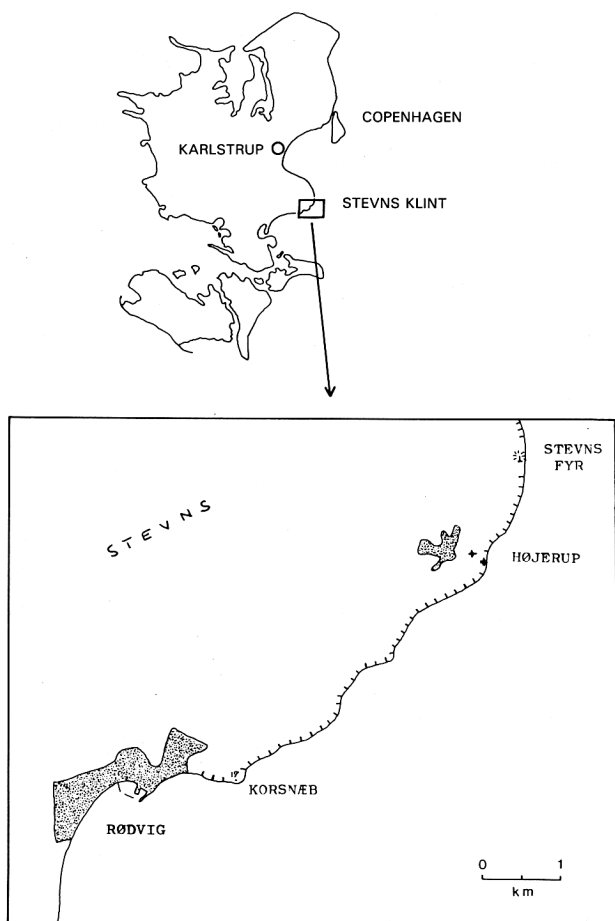 COPENHAGEN
KARLSTRUP
STEVNS KLINT
STEVNS
FYR
STEVNS
HØJERUP
KORSNÆB
RØDVIG
0 1
km